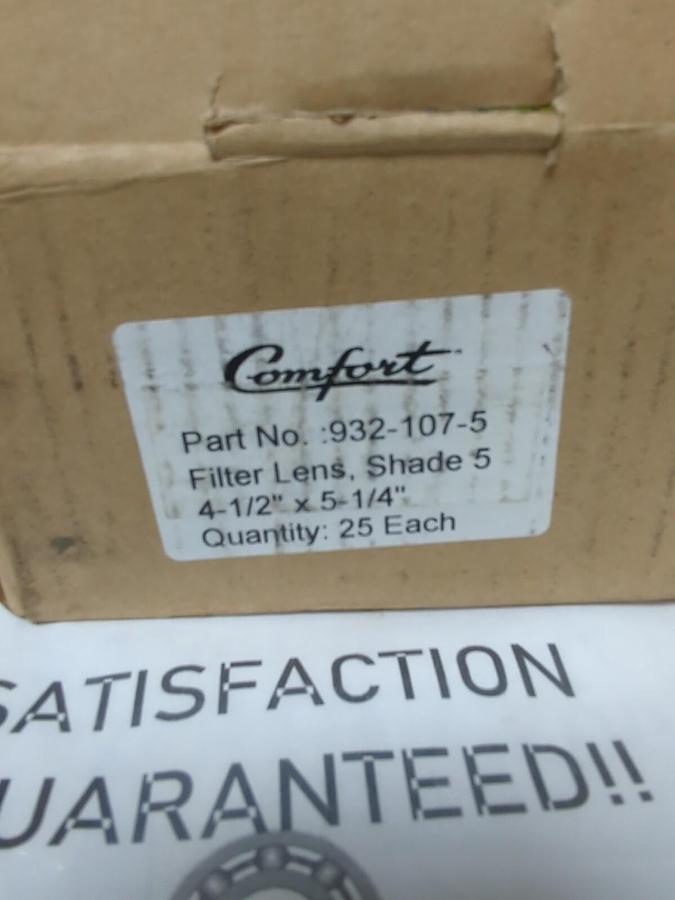 Comfort
Part No. :932-107-5
Filter Lens, Shade 5
4-1/2" x 5-1/4"
Quantity: 25 Each
SATISFACTION
GUARANTEED!!